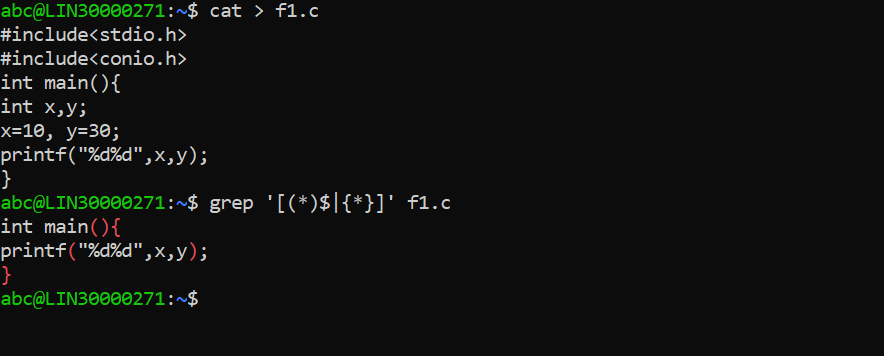 abc@LIN30000271:~$ cat > f1.c
#include<stdio.h>
#include<conio.h>
int main(){
int x,y;
x=10, y=30;
printf("%d%d",x,y);
}
abc@LIN30000271:~$ grep '[(*)$|{*}]' f1.c
int main(){
printf("%d%d",x,y);
}
abc@LIN30000271:~$